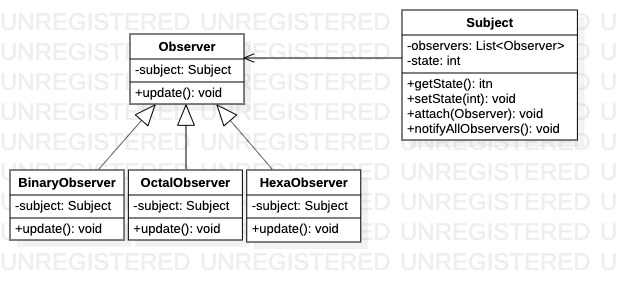 UNREGISTERED UNREGISTERED UNREGISTERED UNREGISTERED
Subject
-observers: List<Observer>
-state: int
+getState(): itn
+setState(int): void
+attach(Observer): void
+notifyAllObservers(): void
Observer
-subject: Subject
+update(): void
BinaryObserver
-subject: Subject
+update(): void
OctalObserver
-subject: Subject
+update(): void
HexaObserver
-subject: Subject
+update(): void
UNREGISTERED UNREGISTERED UNREGISTERED UNREGISTERED